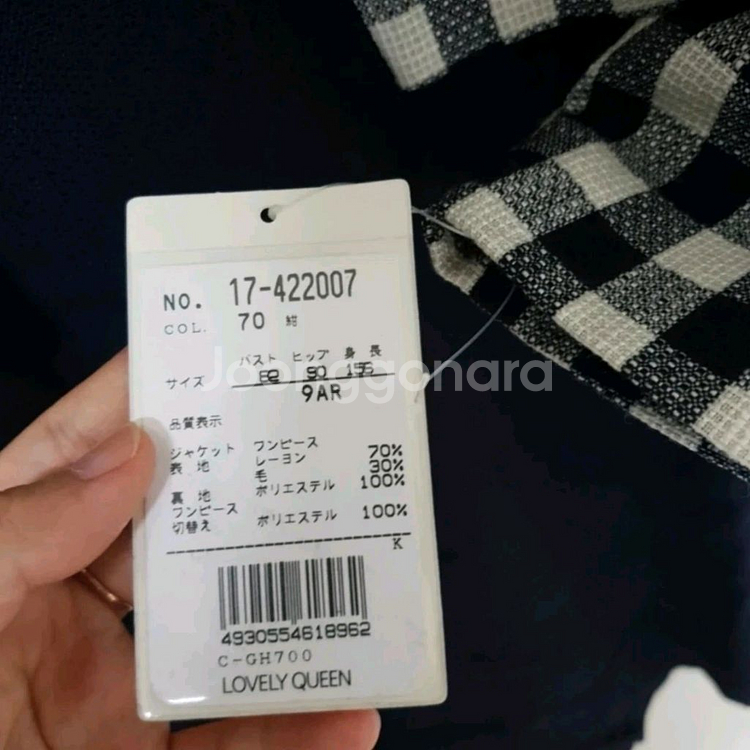 NO. 17-422007
COL. 70 紺
バスト ヒップ 身長
サイズ 90
9AR
品質表示
ジャケット ワンピース
表地 レーヨン 70%
毛 30%
裏地 ポリエステル 100%
ワンピース
切替え ポリエステル 100%
K
4930554618962
C-GH700
LOVELY QUEEN
Joonggonara